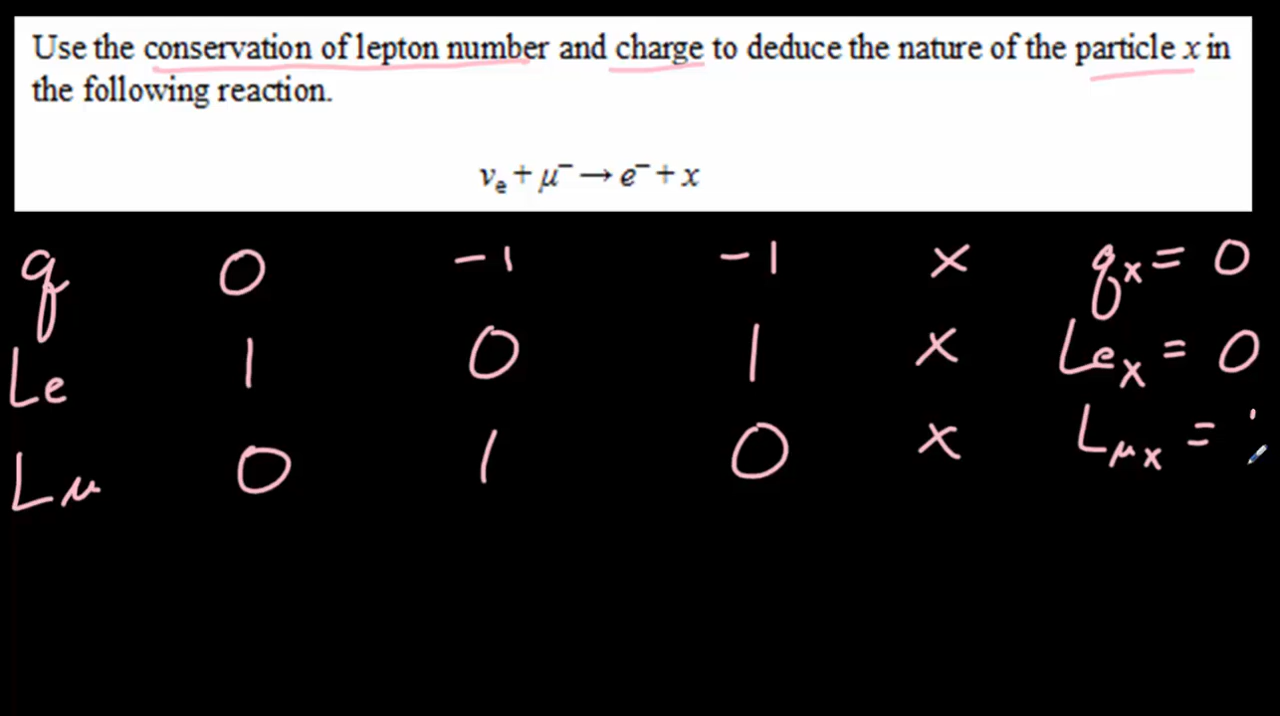 Use the conservation of lepton number and charge to deduce the nature of the particle x in
the following reaction.
νₑ + μ⁻ → e⁻ + x
q 0 -1 -1 x qₓ = 0
Le 1 0 1 x Leₓ = 0
Lμ 0 1 0 x Lμₓ =